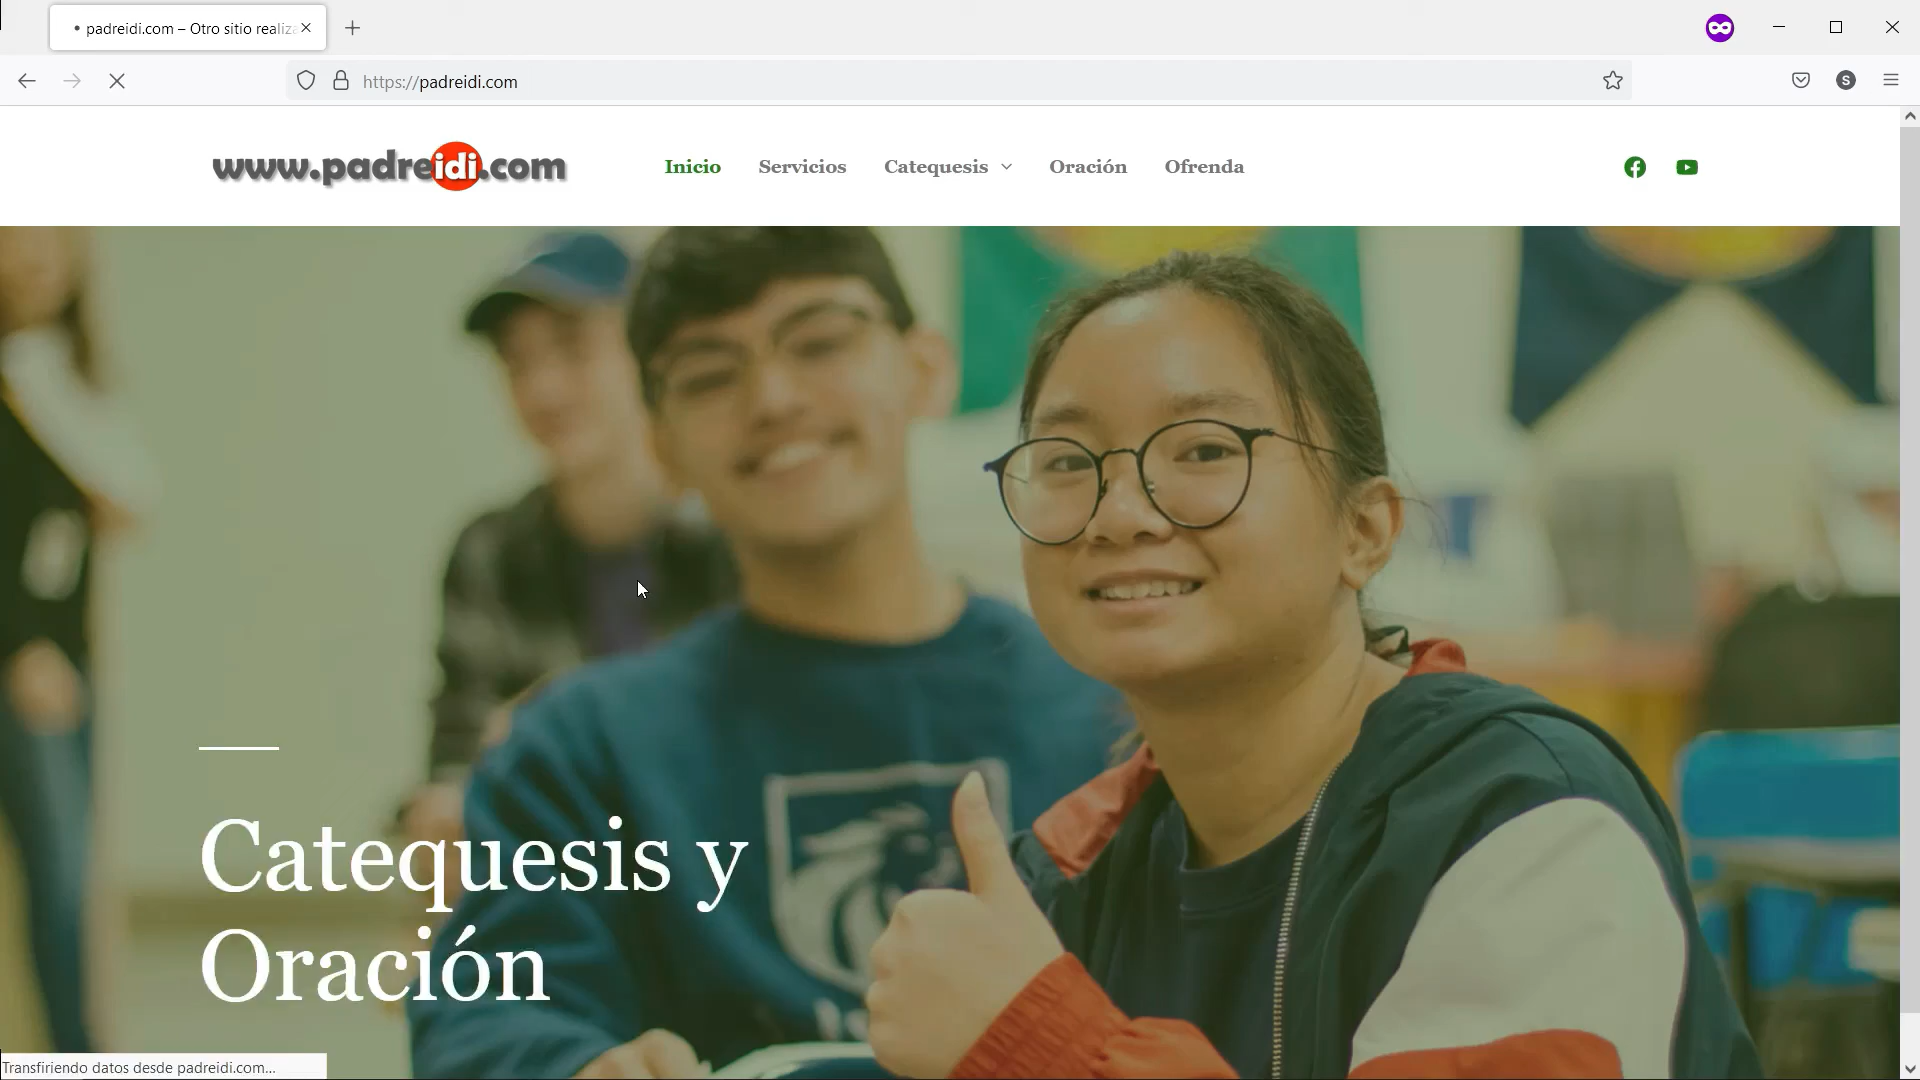 padreidi.com – Otro sitio realiza
https://padreidi.com
S
www.padreidi.com
Inicio
Servicios
Catequesis
Oración
Ofrenda
Catequesis y
Oración
Transfiriendo datos desde padreidi.com...